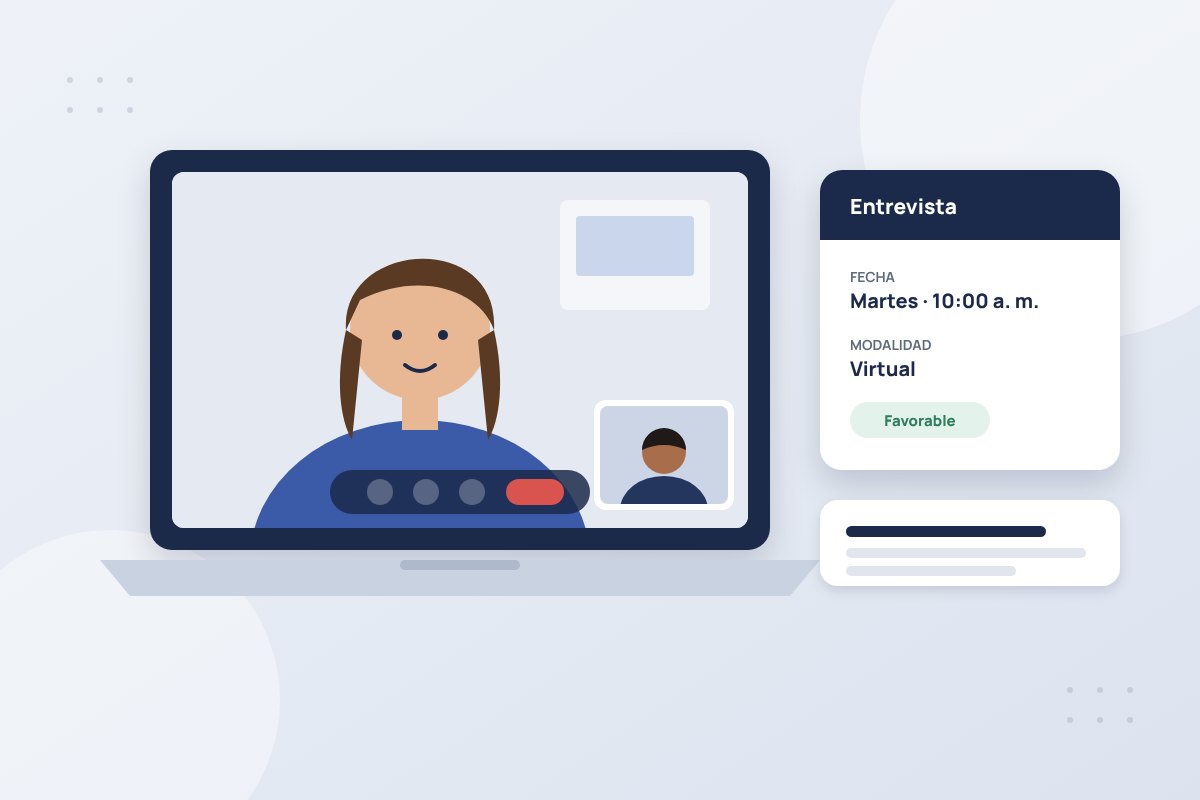 Entrevista
FECHA
Martes · 10:00 a. m.
MODALIDAD
Virtual
Favorable